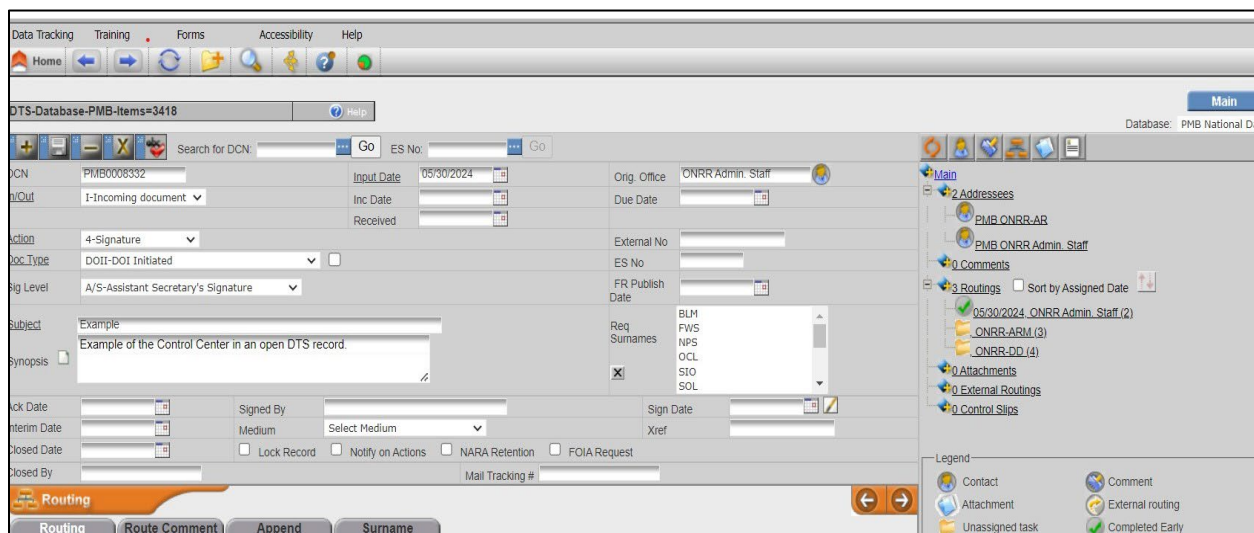 Data Tracking Training Forms Accessibility Help
Home
DTS-Database-PMB-Items=3418 Help
Main
Database: PMB National Da
Search for DCN: Go ES No: Go
DCN PMB0008332 Input Date 05/30/2024 Orig. Office ONRR Admin. Staff
In/Out I-Incoming document Inc Date Due Date
Received
Action 4-Signature External No
Doc Type DOII-DOI Initiated ES No
Sig Level A/S-Assistant Secretary's Signature FR Publish Date
Subject Example
Synopsis Example of the Control Center in an open DTS record.
Req Surnames
X
BLM
FWS
NPS
OCL
SIO
SOL
Ack Date Signed By Sign Date
Interim Date Medium Select Medium Xref
Closed Date Lock Record Notify on Actions NARA Retention FOIA Request
Closed By Mail Tracking #
Routing
Routing Route Comment Append Surname
Main
2 Addressees
PMB ONRR-AR
PMB ONRR Admin. Staff
0 Comments
3 Routings Sort by Assigned Date
05/30/2024, ONRR Admin. Staff (2)
, ONRR-ARM (3)
, ONRR-DD (4)
0 Attachments
0 External Routings
0 Control Slips
Legend
Contact Comment
Attachment External routing
Unassigned task Completed Early